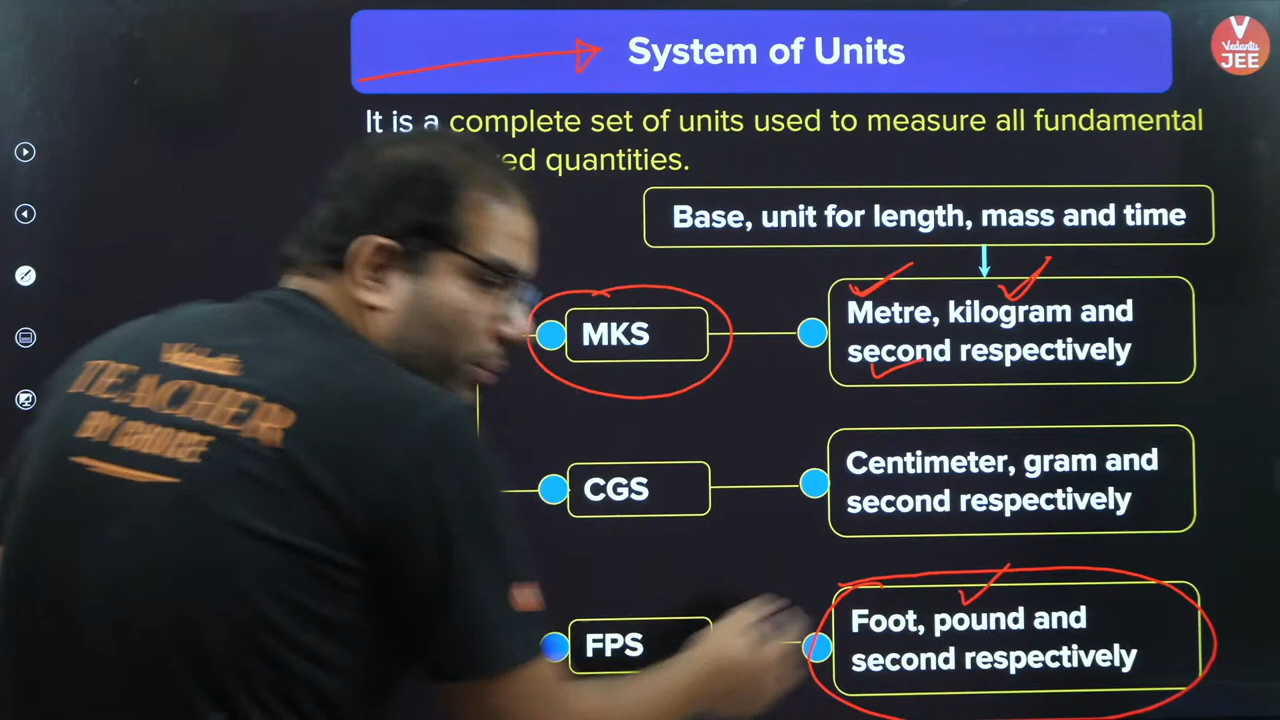 System of Units
V
Vedantu
JEE
It is a complete set of units used to measure all fundamental
quantities.
Base, unit for length, mass and time
MKS
Metre, kilogram and
second respectively
CGS
Centimeter, gram and
second respectively
FPS
Foot, pound and
second respectively
TEACHER
BY CHOICE